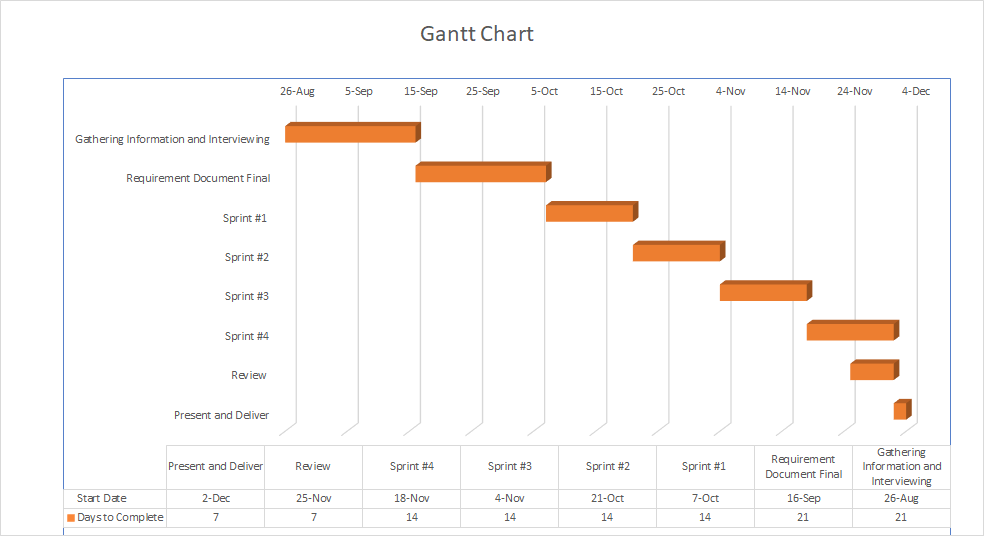 Gantt Chart
26-Aug 5-Sep 15-Sep 25-Sep 5-Oct 15-Oct 25-Oct 4-Nov 14-Nov 24-Nov 4-Dec
Gathering Information and Interviewing
Requirement Document Final
Sprint #1
Sprint #2
Sprint #3
Sprint #4
Review
Present and Deliver
Present and Deliver Review Sprint #4 Sprint #3 Sprint #2 Sprint #1 Requirement Document Final Gathering Information and Interviewing
Start Date 2-Dec 25-Nov 18-Nov 4-Nov 21-Oct 7-Oct 16-Sep 26-Aug
Days to Complete 7 7 14 14 14 14 21 21